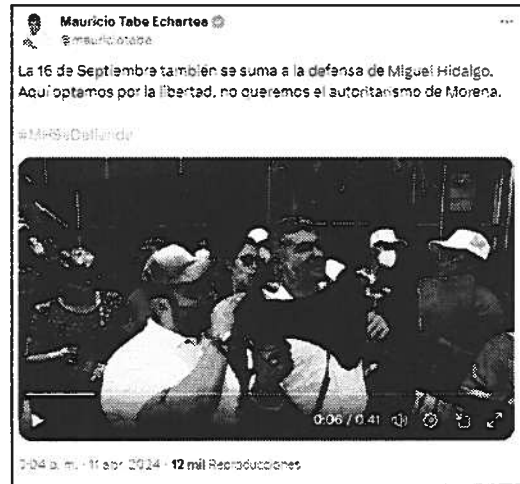 Mauricio Tabe Echartea
@mauriciotabe
La 16 de Septiembre también se suma a la defensa de Miguel Hidalgo.
Aquí optamos por la libertad, no queremos el autoritarismo de Morena.
#MHSeDefiende
0:06 / 0:41
04 p. m. · 11 abr. 2024 · 12 mil Reproducciones